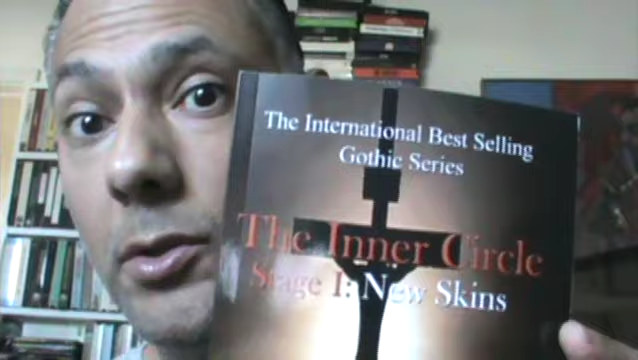 The International Best Selling
Gothic Series
The Inner Circle
Stage I: New Skins